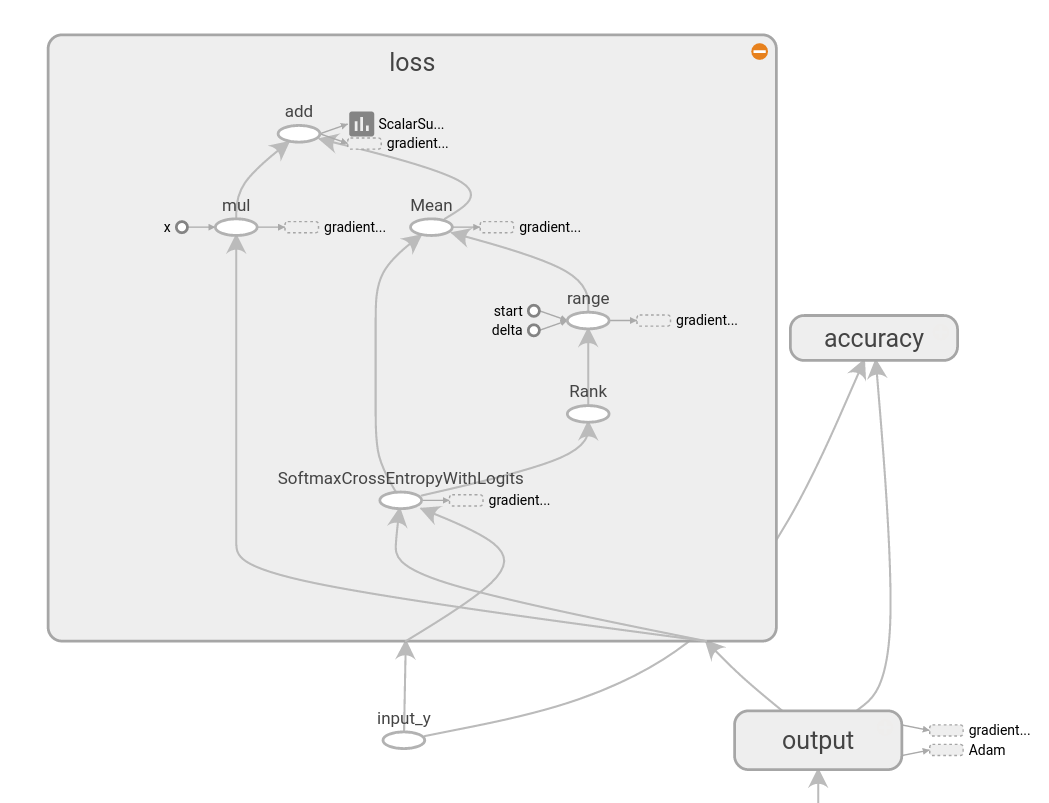 loss
add
ScalarSu...
gradient...
mul
Mean
x
gradient...
gradient...
range
start
delta
gradient...
accuracy
Rank
SoftmaxCrossEntropyWithLogits
gradient...
input_y
output
gradient...
Adam